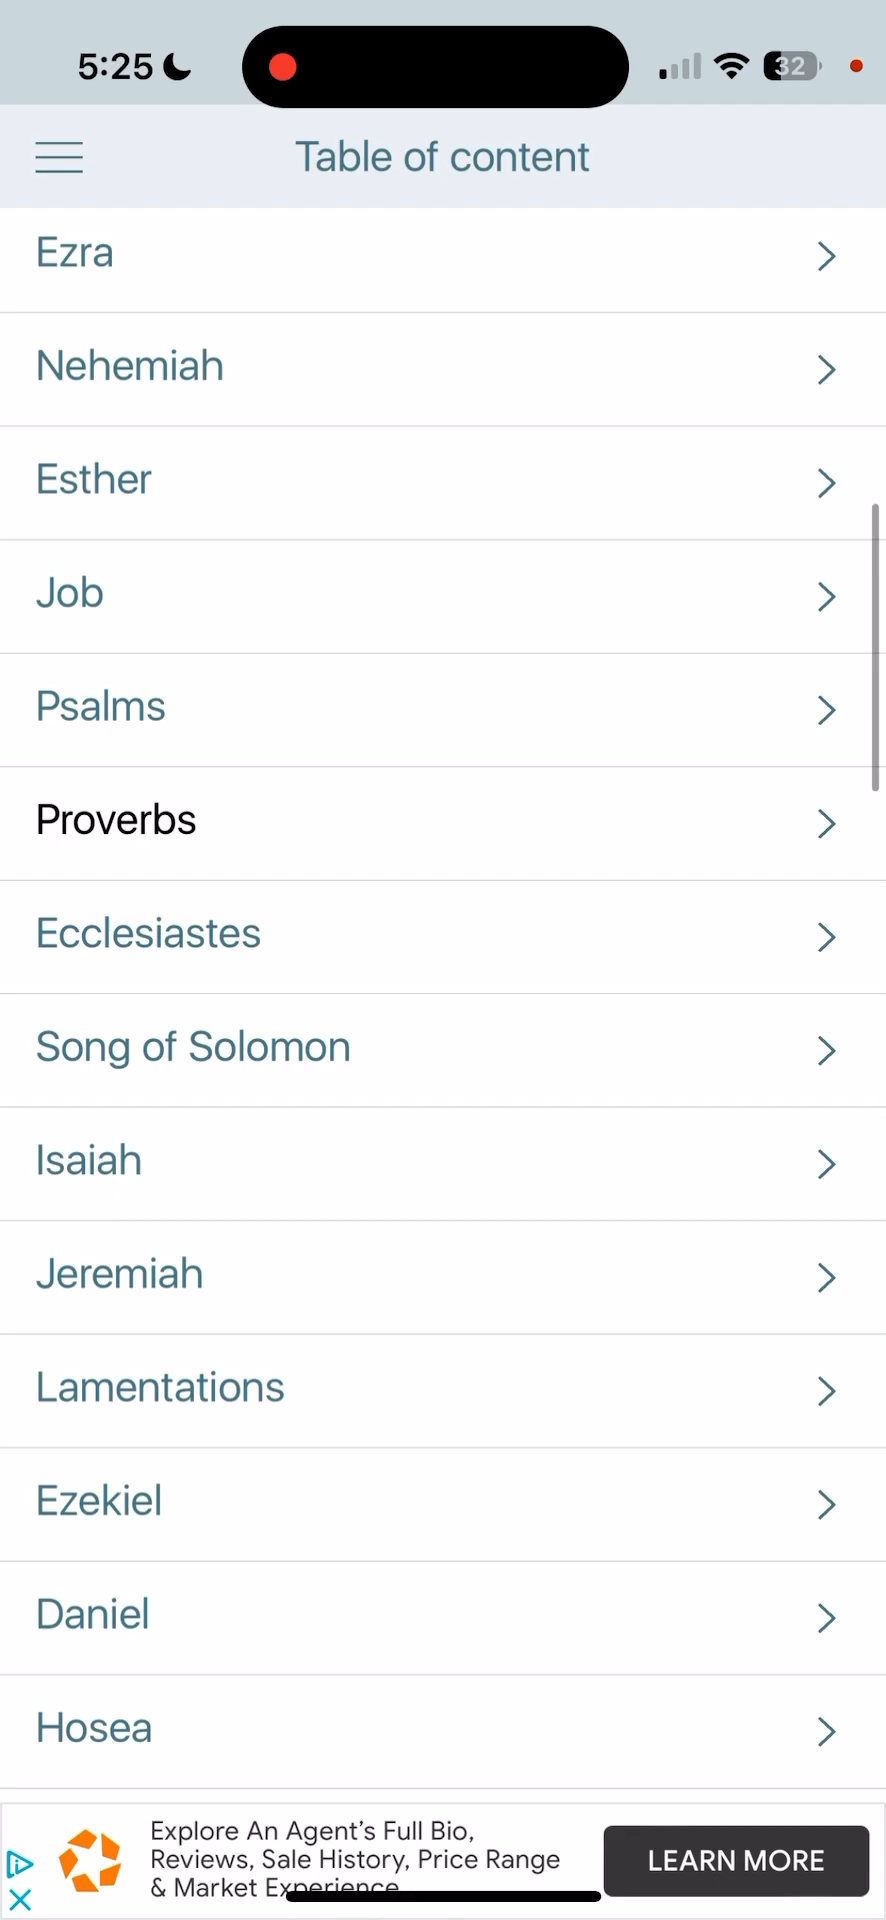 5:25
32
Table of content
Ezra
Nehemiah
Esther
Job
Psalms
Proverbs
Ecclesiastes
Song of Solomon
Isaiah
Jeremiah
Lamentations
Ezekiel
Daniel
Hosea
Explore An Agent's Full Bio,
Reviews, Sale History, Price Range
& Market Experience
LEARN MORE